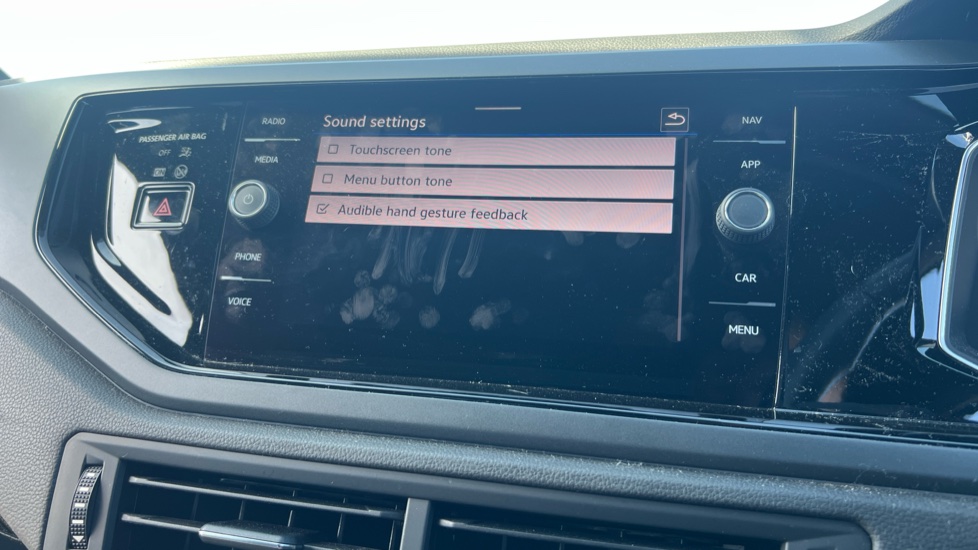 PASSENGER AIR BAG
OFF
RADIO
MEDIA
PHONE
VOICE
Sound settings
Touchscreen tone
Menu button tone
Audible hand gesture feedback
NAV
APP
CAR
MENU